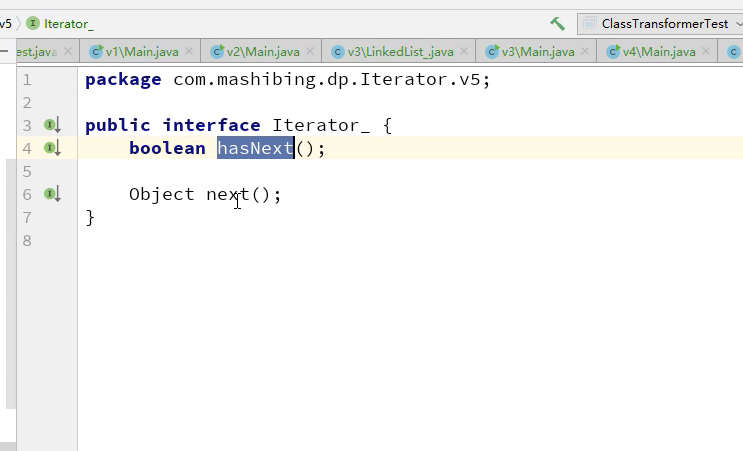 v5 Iterator_ ClassTransformerTest
est.java v1\Main.java v2\Main.java v3\LinkedList_.java v3\Main.java v4\Main.java
1 package com.mashibing.dp.Iterator.v5;
2
3 public interface Iterator_ {
4 boolean hasNext();
5
6 Object next();
7 }
8